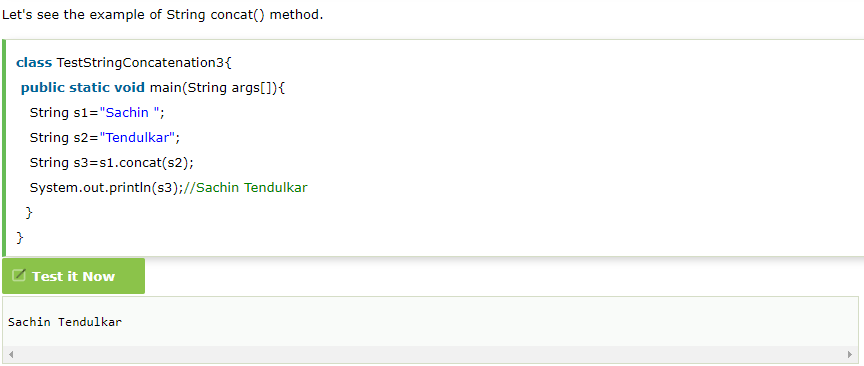 Let's see the example of String concat() method.
class TestStringConcatenation3{
public static void main(String args[]){
String s1="Sachin ";
String s2="Tendulkar";
String s3=s1.concat(s2);
System.out.println(s3);//Sachin Tendulkar
}
}
Test it Now
Sachin Tendulkar